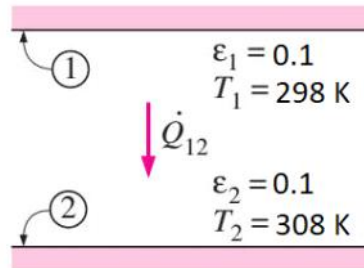 ① ε₁ = 0.1
T₁ = 298 K
Q̇₁₂
ε₂ = 0.1
② T₂ = 308 K